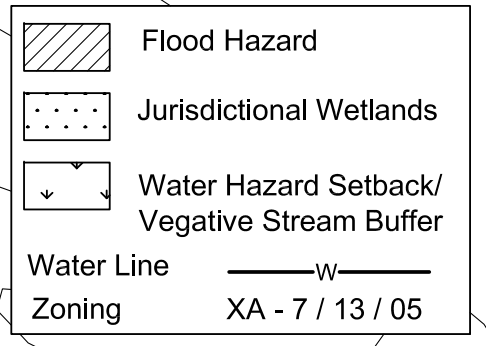 Flood Hazard
Jurisdictional Wetlands
Water Hazard Setback/
Vegative Stream Buffer
Water Line W
Zoning XA - 7 / 13 / 05